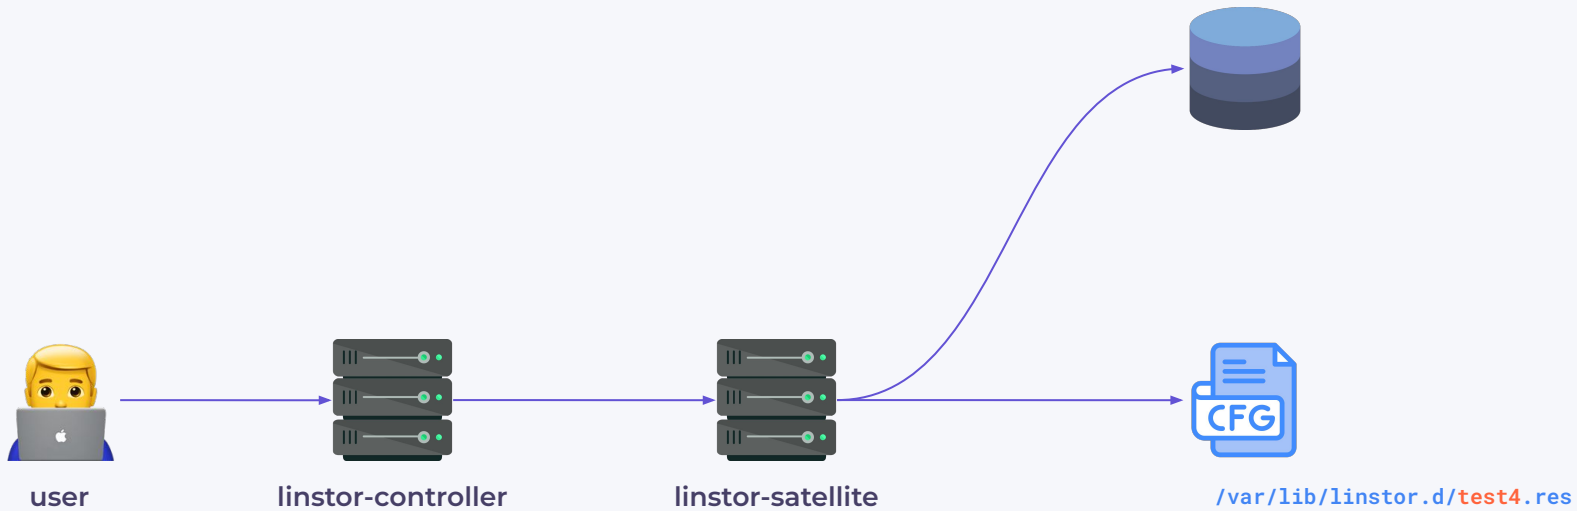 CFG
user
linstor-controller
linstor-satellite
/var/lib/linstor.d/test4.res